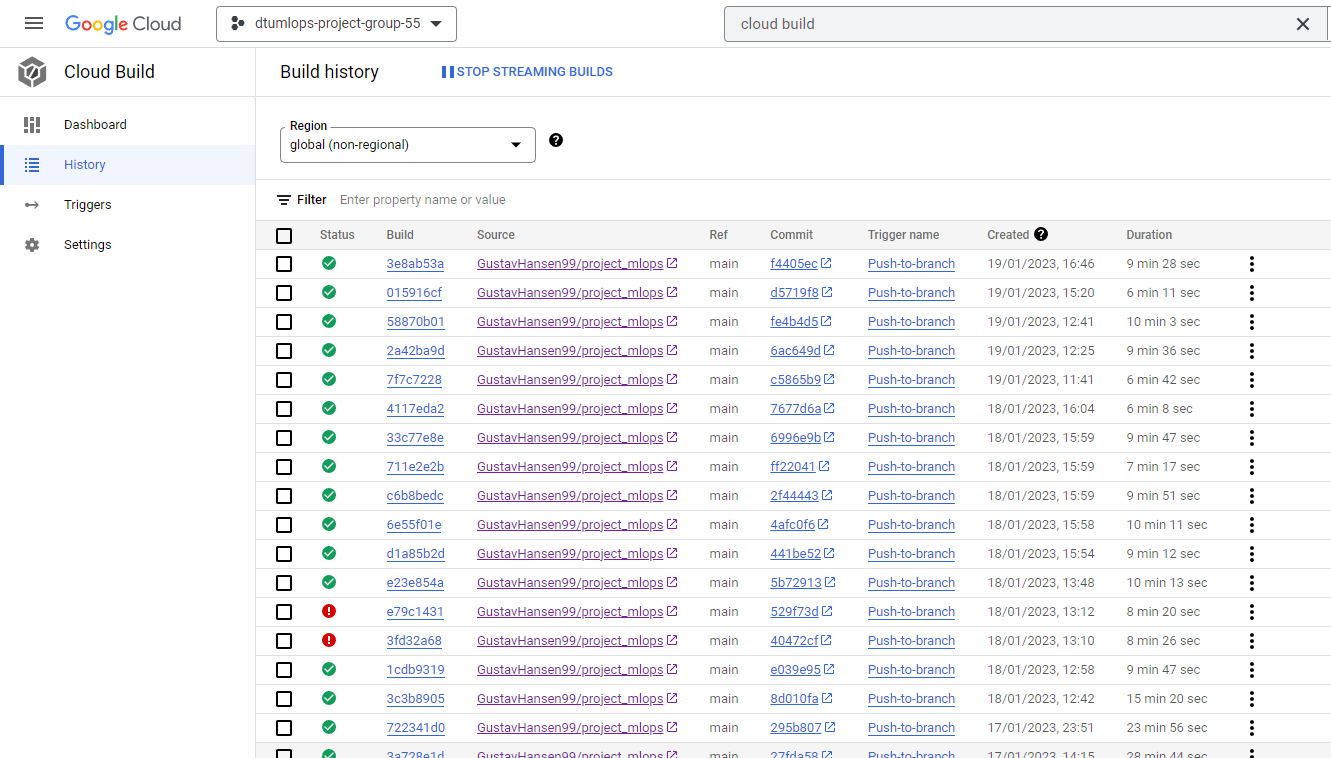 Google Cloud dtumlops-project-group-55 cloud build
Cloud Build Build history STOP STREAMING BUILDS
Dashboard
History
Triggers
Settings
Region
global (non-regional)
Filter Enter property name or value
Status Build Source Ref Commit Trigger name Created Duration
3e8ab53a GustavHansen99/project_mlops main f4405ec Push-to-branch 19/01/2023, 16:46 9 min 28 sec
015916cf GustavHansen99/project_mlops main d5719f8 Push-to-branch 19/01/2023, 15:20 6 min 11 sec
58870b01 GustavHansen99/project_mlops main fe4b4d5 Push-to-branch 19/01/2023, 12:41 10 min 3 sec
2a42ba9d GustavHansen99/project_mlops main 6ac649d Push-to-branch 19/01/2023, 12:25 9 min 36 sec
7f7c7228 GustavHansen99/project_mlops main c5865b9 Push-to-branch 19/01/2023, 11:41 6 min 42 sec
4117eda2 GustavHansen99/project_mlops main 7677d6a Push-to-branch 18/01/2023, 16:04 6 min 8 sec
33c77e8e GustavHansen99/project_mlops main 6996e9b Push-to-branch 18/01/2023, 15:59 9 min 47 sec
711e2e2b GustavHansen99/project_mlops main ff22041 Push-to-branch 18/01/2023, 15:59 7 min 17 sec
c6b8bedc GustavHansen99/project_mlops main 2f44443 Push-to-branch 18/01/2023, 15:59 9 min 51 sec
6e55f01e GustavHansen99/project_mlops main 4afc0f6 Push-to-branch 18/01/2023, 15:58 10 min 11 sec
d1a85b2d GustavHansen99/project_mlops main 441be52 Push-to-branch 18/01/2023, 15:54 9 min 12 sec
e23e854a GustavHansen99/project_mlops main 5b72913 Push-to-branch 18/01/2023, 13:48 10 min 13 sec
e79c1431 GustavHansen99/project_mlops main 529f73d Push-to-branch 18/01/2023, 13:12 8 min 20 sec
3fd32a68 GustavHansen99/project_mlops main 40472cf Push-to-branch 18/01/2023, 13:10 8 min 26 sec
1cdb9319 GustavHansen99/project_mlops main e039e95 Push-to-branch 18/01/2023, 12:58 9 min 47 sec
3c3b8905 GustavHansen99/project_mlops main 8d010fa Push-to-branch 18/01/2023, 12:42 15 min 20 sec
722341d0 GustavHansen99/project_mlops main 295b807 Push-to-branch 17/01/2023, 23:51 23 min 56 sec
3a728e1d GustavHansen99/project_mlops main 27fda58 Push-to-branch 17/01/2023, 14:15 28 min 44 sec